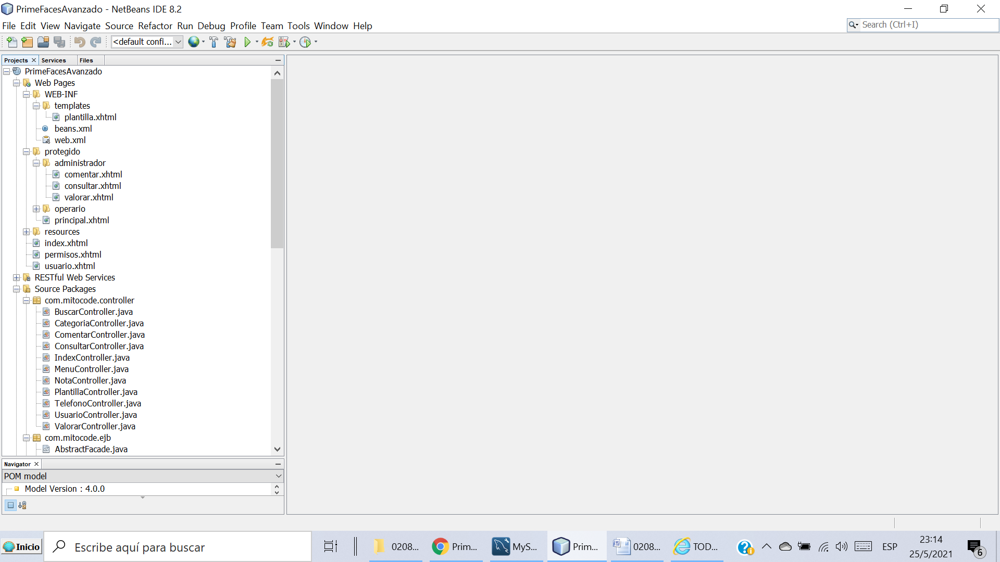 PrimeFacesAvanzado - NetBeans IDE 8.2
File Edit View Navigate Source Refactor Run Debug Profile Team Tools Window Help
Search (Ctrl+I)
<default confi...
Projects Services Files
PrimeFacesAvanzado
Web Pages
WEB-INF
templates
plantilla.xhtml
beans.xml
web.xml
protegido
administrador
comentar.xhtml
consultar.xhtml
valorar.xhtml
operario
principal.xhtml
resources
index.xhtml
permisos.xhtml
usuario.xhtml
RESTful Web Services
Source Packages
com.mitocode.controller
BuscarController.java
CategoriaController.java
ComentarController.java
ConsultarController.java
IndexController.java
MenuController.java
NotaController.java
PlantillaController.java
TelefonoController.java
UsuarioController.java
ValorarController.java
com.mitocode.ejb
AbstractFacade.java
Navigator
POM model
Model Version : 4.0.0
Inicio
Escribe aquí para buscar
0208...
Prim...
MyS...
Prim...
0208...
TOD...
ESP
23:14
25/5/2021
6